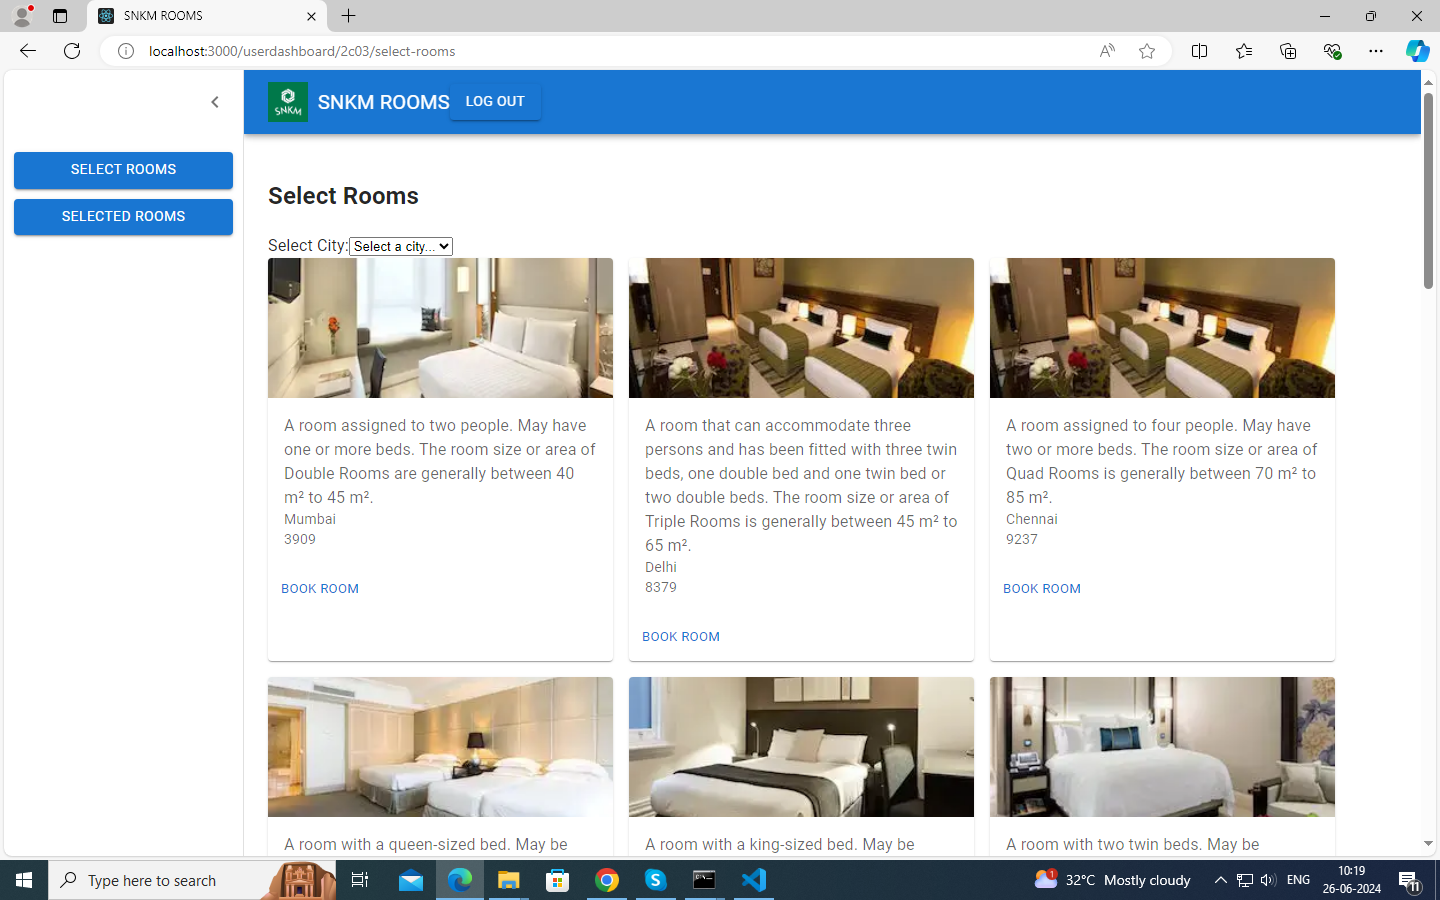 SNKM ROOMS
localhost:3000/userdashboard/2c03/select-rooms
SNKM
SNKM ROOMS
LOG OUT
SELECT ROOMS
SELECTED ROOMS
Select Rooms
Select City:
Select a city...
A room assigned to two people. May have
one or more beds. The room size or area of
Double Rooms are generally between 40
m² to 45 m².
Mumbai
3909
BOOK ROOM
A room that can accommodate three
persons and has been fitted with three twin
beds, one double bed and one twin bed or
two double beds. The room size or area of
Triple Rooms is generally between 45 m² to
65 m².
Delhi
8379
BOOK ROOM
A room assigned to four people. May have
two or more beds. The room size or area of
Quad Rooms is generally between 70 m² to
85 m².
Chennai
9237
BOOK ROOM
A room with a queen-sized bed. May be
A room with a king-sized bed. May be
A room with two twin beds. May be
Type here to search
1
32°C Mostly cloudy
ENG
10:19
26-06-2024
11